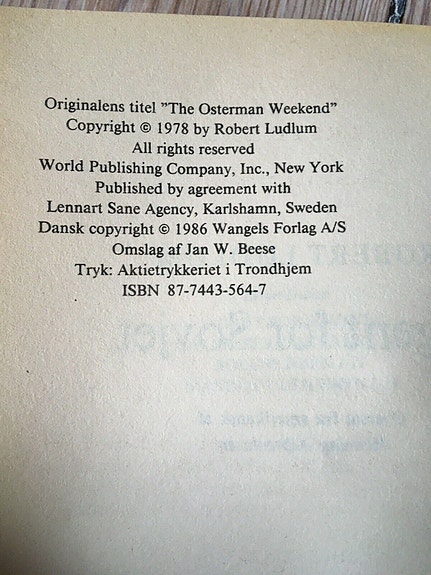 Originalens titel "The Osterman Weekend"
Copyright © 1978 by Robert Ludlum
All rights reserved
World Publishing Company, Inc., New York
Published by agreement with
Lennart Sane Agency, Karlshamn, Sweden
Dansk copyright © 1986 Wangels Forlag A/S
Omslag af Jan W. Beese
Tryk: Aktietrykkeriet i Trondhjem
ISBN 87-7443-564-7